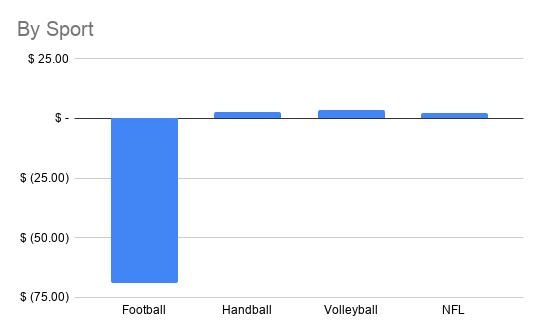 By Sport
$ 25.00
$ -
$ (25.00)
$ (50.00)
$ (75.00)
Football Handball Volleyball NFL